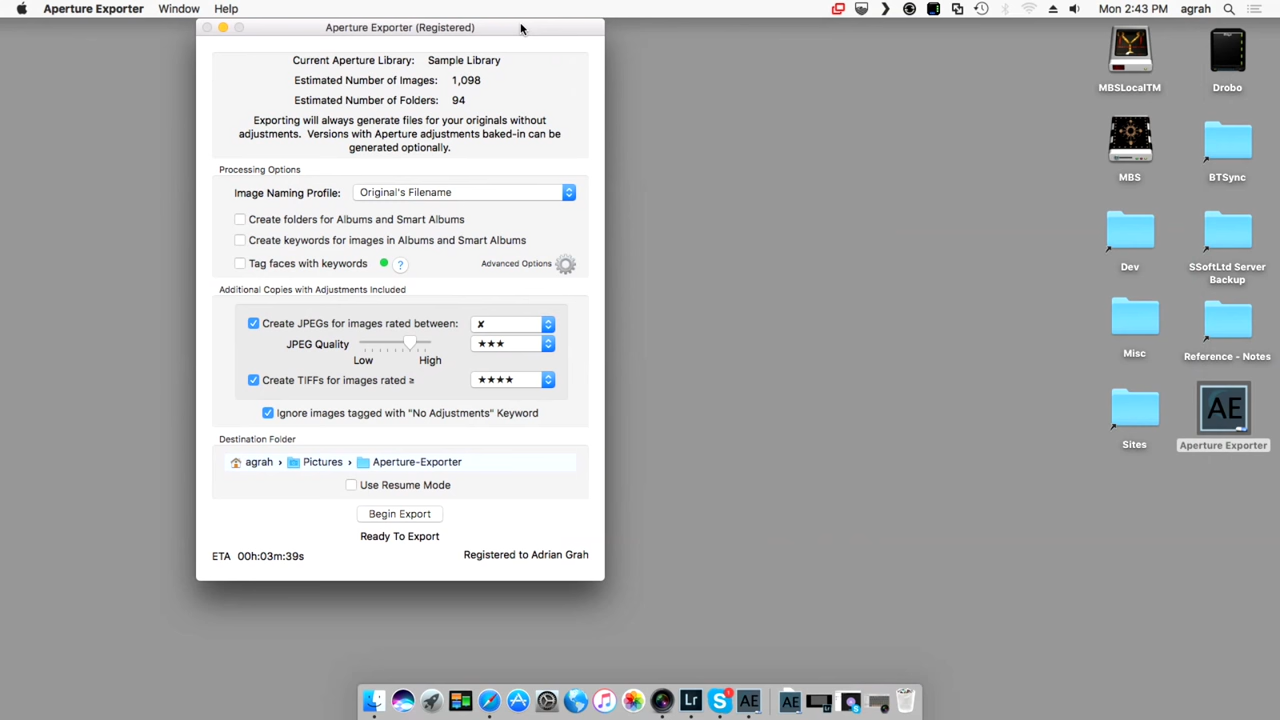 Aperture Exporter Window Help Mon 2:43 PM agrah
Aperture Exporter (Registered)
Current Aperture Library: Sample Library
Estimated Number of Images: 1,098
Estimated Number of Folders: 94
Exporting will always generate files for your originals without
adjustments. Versions with Aperture adjustments baked-in can be
generated optionally.
Processing Options
Image Naming Profile: Original's Filename
Create folders for Albums and Smart Albums
Create keywords for images in Albums and Smart Albums
Tag faces with keywords ? Advanced Options
Additional Copies with Adjustments Included
Create JPEGs for images rated between: ✘
JPEG Quality ★★★
Low High
Create TIFFs for images rated ≥ ★★★★
Ignore images tagged with "No Adjustments" Keyword
Destination Folder
agrah › Pictures › Aperture-Exporter
Use Resume Mode
Begin Export
Ready To Export
ETA 00h:03m:39s Registered to Adrian Grah
MBSLocalTM
Drobo
MBS
BTSync
Dev
SSoftLtd Server
Backup
Misc
Reference - Notes
Sites
AE
Aperture Exporter
Lr
AE
AE